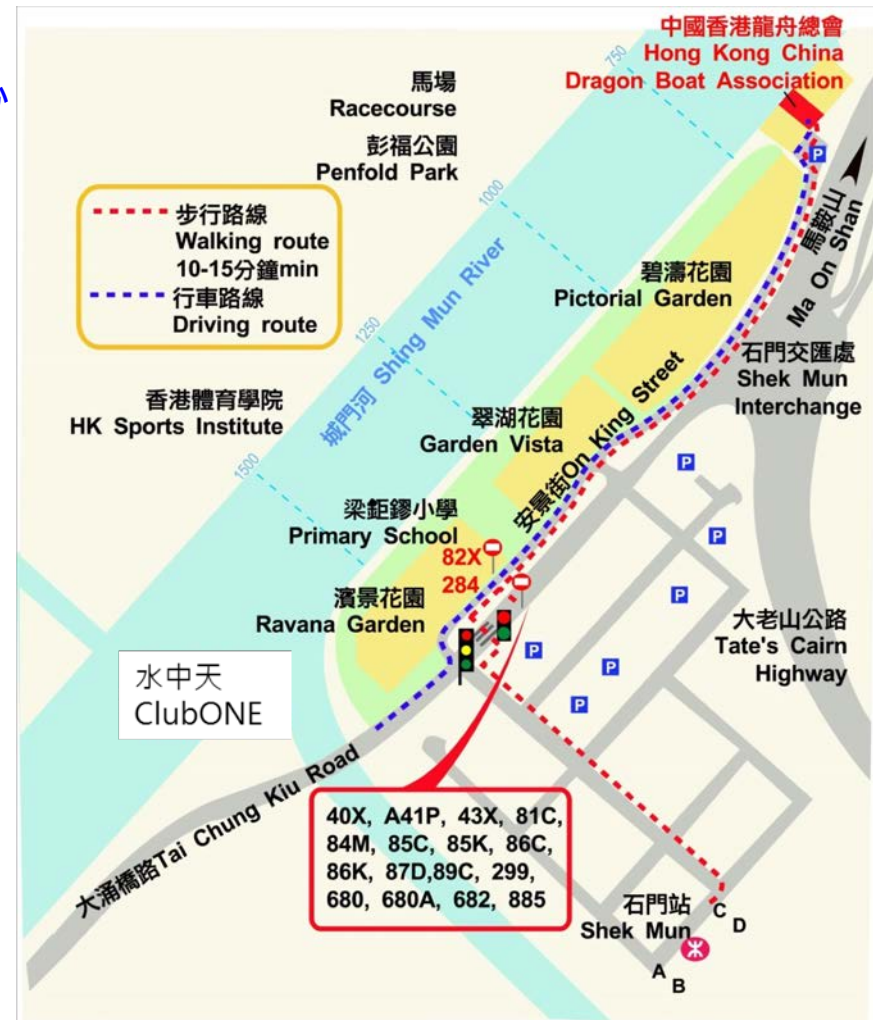 中國香港龍舟總會
Hong Kong China
Dragon Boat Association
750
馬場
Racecourse
彭福公園
Penfold Park
P
馬鞍山
Ma On Shan
步行路線
Walking route
10-15分鐘min
行車路線
Driving route
1000
碧濤花園
Pictorial Garden
城門河 Shing Mun River
1250
石門交匯處
Shek Mun
Interchange
香港體育學院
HK Sports Institute
翠湖花園
Garden Vista
安景街On King Street
1500
P
梁鉅鏐小學
Primary School
P
82X
284
濱景花園
Ravana Garden
P
大老山公路
Tate's Cairn
Highway
P
P
P
水中天
ClubONE
大涌橋路Tai Chung Kiu Road
40X, A41P, 43X, 81C,
84M, 85C, 85K, 86C,
86K, 87D,89C, 299,
680, 680A, 682, 885
石門站
Shek Mun
C
D
A
B